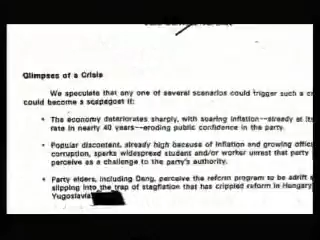 Glimpses of a Crisis
We speculate that any one of several scenarios could trigger such a cr
could become a scapegoat if:
• The economy deteriorates sharply, with soaring inflation--already at its
rate in nearly 40 years--eroding public confidence in the party.
• Popular discontent, already high because of inflation and growing offic
corruption, sparks widespread student and/or worker unrest that party
perceive as a challenge to the party's authority.
• Party elders, including Deng, perceive the reform program to be adrift
slipping into the trap of stagflation that has crippled reform in Hungary
Yugoslavia